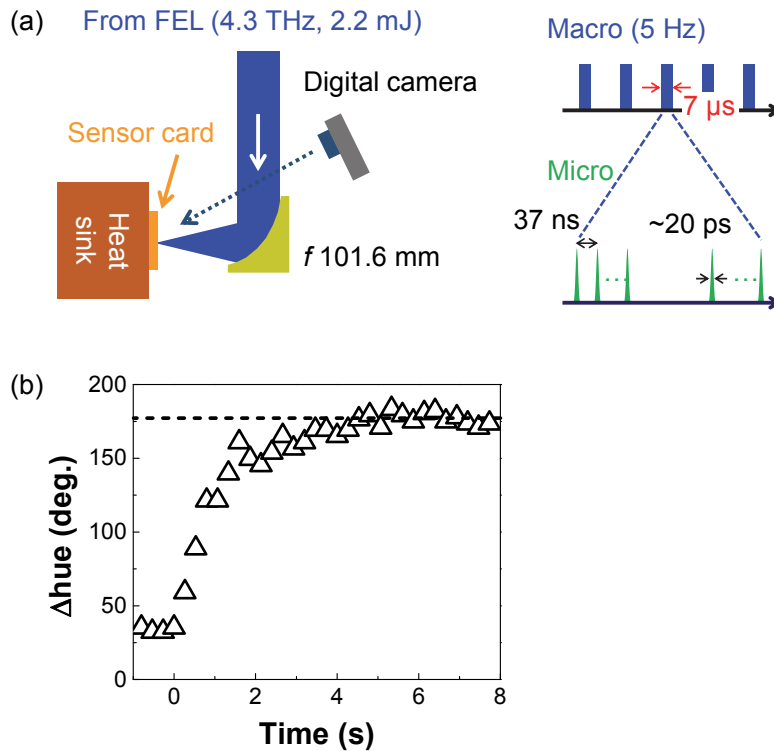 (a)
From FEL (4.3 THz, 2.2 mJ)
Digital camera
Sensor card
Heat
sink
f 101.6 mm
Macro (5 Hz)
7 µs
Micro
37 ns
~20 ps
(b)
200
150
100
50
0
Δhue (deg.)
0 2 4 6 8
Time (s)